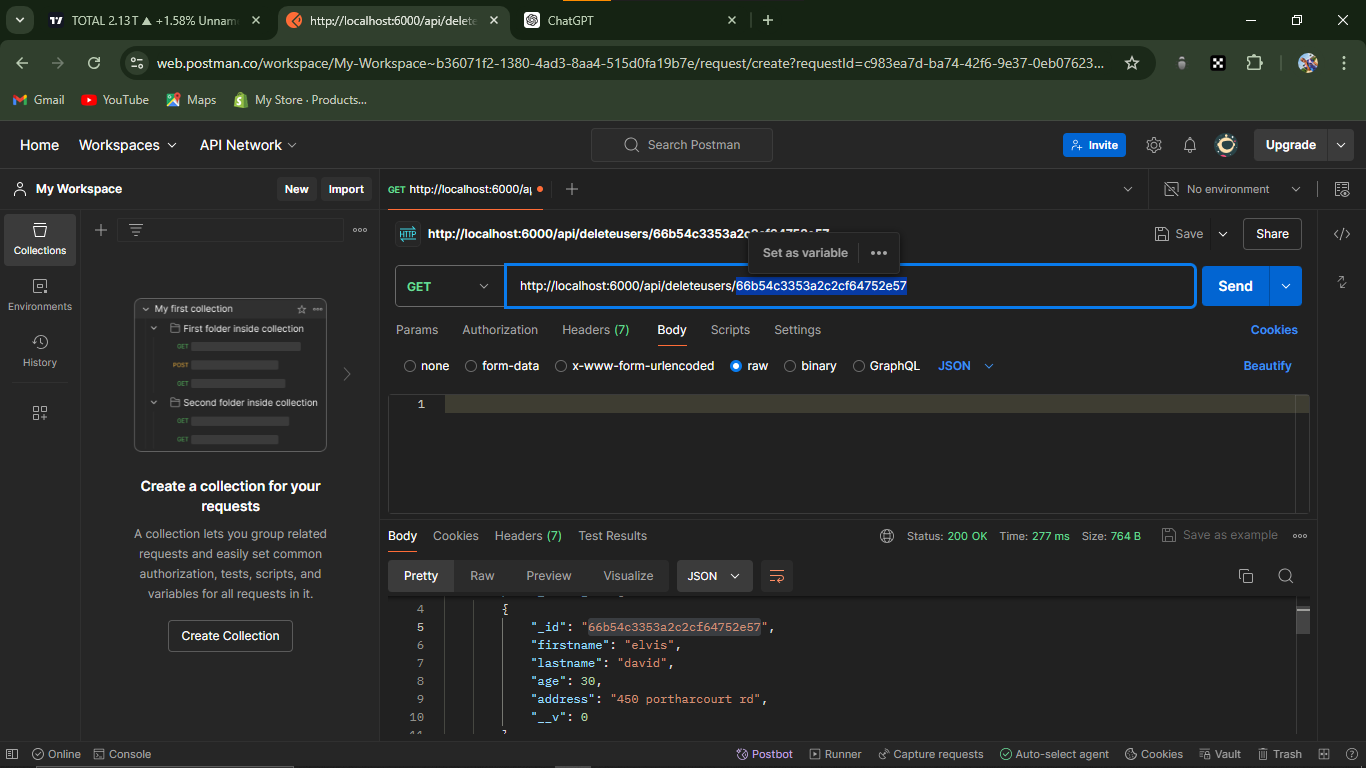 TOTAL 2.13 T ▲ +1.58% Unnam
http://localhost:6000/api/delete
ChatGPT
web.postman.co/workspace/My-Workspace~b36071f2-1380-4ad3-8aa4-515d0fa19b7e/request/create?requestId=c983ea7d-ba74-42f6-9e37-0eb07623...
Gmail
YouTube
Maps
My Store · Products...
Home
Workspaces
API Network
Search Postman
Invite
Upgrade
My Workspace
New
Import
GET http://localhost:6000/a
No environment
Collections
Environments
History
HTTP
http://localhost:6000/api/deleteusers/66b54c3353a2c2cf64752e57
Save
Share
Set as variable
GET
http://localhost:6000/api/deleteusers/66b54c3353a2c2cf64752e57
Send
Params
Authorization
Headers (7)
Body
Scripts
Settings
Cookies
none
form-data
x-www-form-urlencoded
raw
binary
GraphQL
JSON
Beautify
1
My first collection
First folder inside collection
GET
POST
GET
Second folder inside collection
GET
GET
Create a collection for your
requests
A collection lets you group related
requests and easily set common
authorization, tests, scripts, and
variables for all requests in it.
Create Collection
Body
Cookies
Headers (7)
Test Results
Status: 200 OK
Time: 277 ms
Size: 764 B
Save as example
Pretty
Raw
Preview
Visualize
JSON
4 {
5 "_id": "66b54c3353a2c2cf64752e57",
6 "firstname": "elvis",
7 "lastname": "david",
8 "age": 30,
9 "address": "450 portharcourt rd",
10 "__v": 0
Online
Console
Postbot
Runner
Capture requests
Auto-select agent
Cookies
Vault
Trash